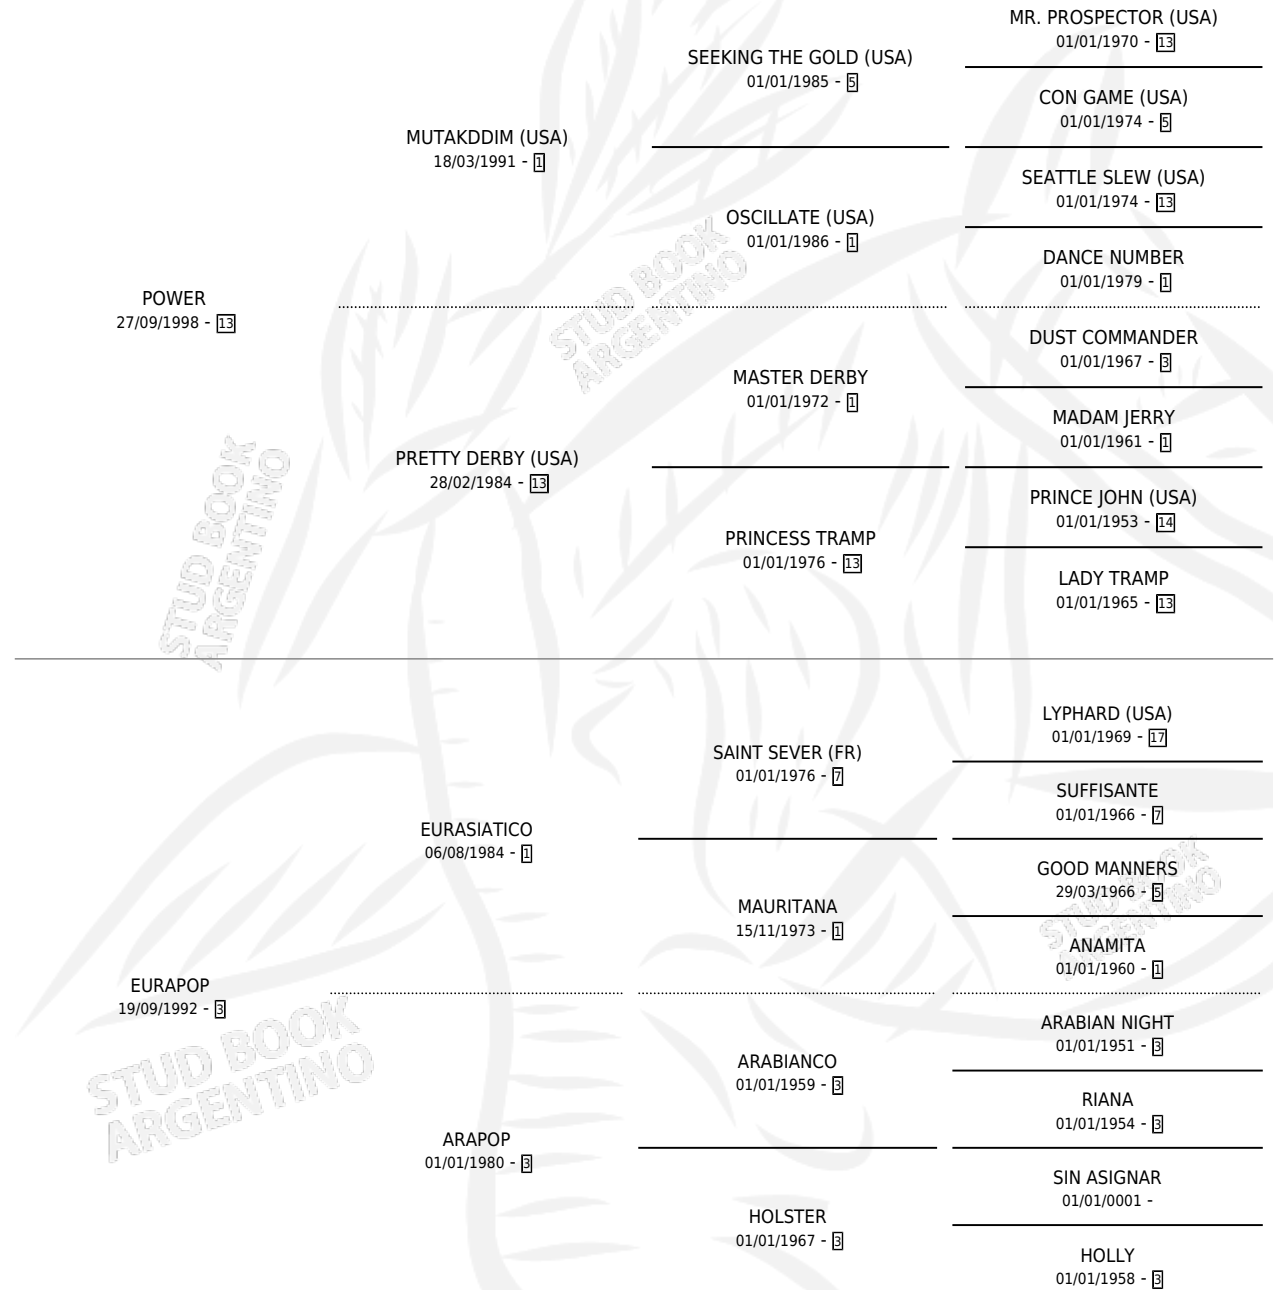 MR. PROSPECTOR (USA)
01/01/1970 - 13
SEEKING THE GOLD (USA)
01/01/1985 - 5
CON GAME (USA)
01/01/1974 - 5
MUTAKDDIM (USA)
18/03/1991 - 1
SEATTLE SLEW (USA)
01/01/1974 - 13
OSCILLATE (USA)
01/01/1986 - 1
DANCE NUMBER
01/01/1979 - 1
POWER
27/09/1998 - 13
STUD BOOK
ARGENTINO
DUST COMMANDER
01/01/1967 - 3
MASTER DERBY
01/01/1972 - 1
MADAM JERRY
01/01/1961 - 1
PRETTY DERBY (USA)
28/02/1984 - 13
PRINCE JOHN (USA)
01/01/1953 - 14
PRINCESS TRAMP
01/01/1976 - 13
LADY TRAMP
01/01/1965 - 13
STUD BOOK
ARGENTINO
LYPHARD (USA)
01/01/1969 - 17
SAINT SEVER (FR)
01/01/1976 - 7
SUFFISANTE
01/01/1966 - 7
EURASIATICO
06/08/1984 - 1
GOOD MANNERS
29/03/1966 - 5
MAURITANA
15/11/1973 - 1
STUD BOOK
ARGENTINO
ANAMITA
01/01/1960 - 1
EURAPOP
19/09/1992 - 3
ARABIAN NIGHT
01/01/1951 - 3
ARABIANCO
01/01/1959 - 3
STUD BOOK
ARGENTINO
RIANA
01/01/1954 - 3
ARAPOP
01/01/1980 - 3
SIN ASIGNAR
01/01/0001 -
HOLSTER
01/01/1967 - 3
HOLLY
01/01/1958 - 3